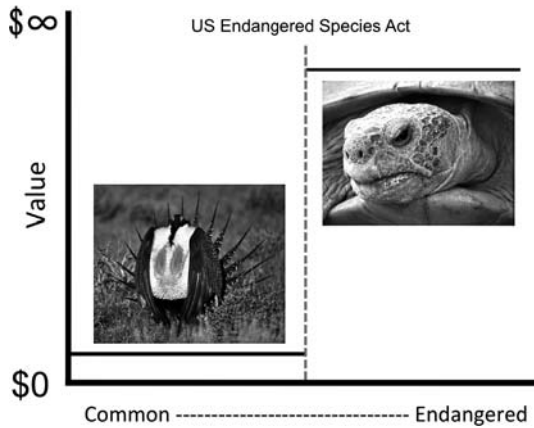 $∞
US Endangered Species Act
Value
$0
Common ---------------------------- Endangered